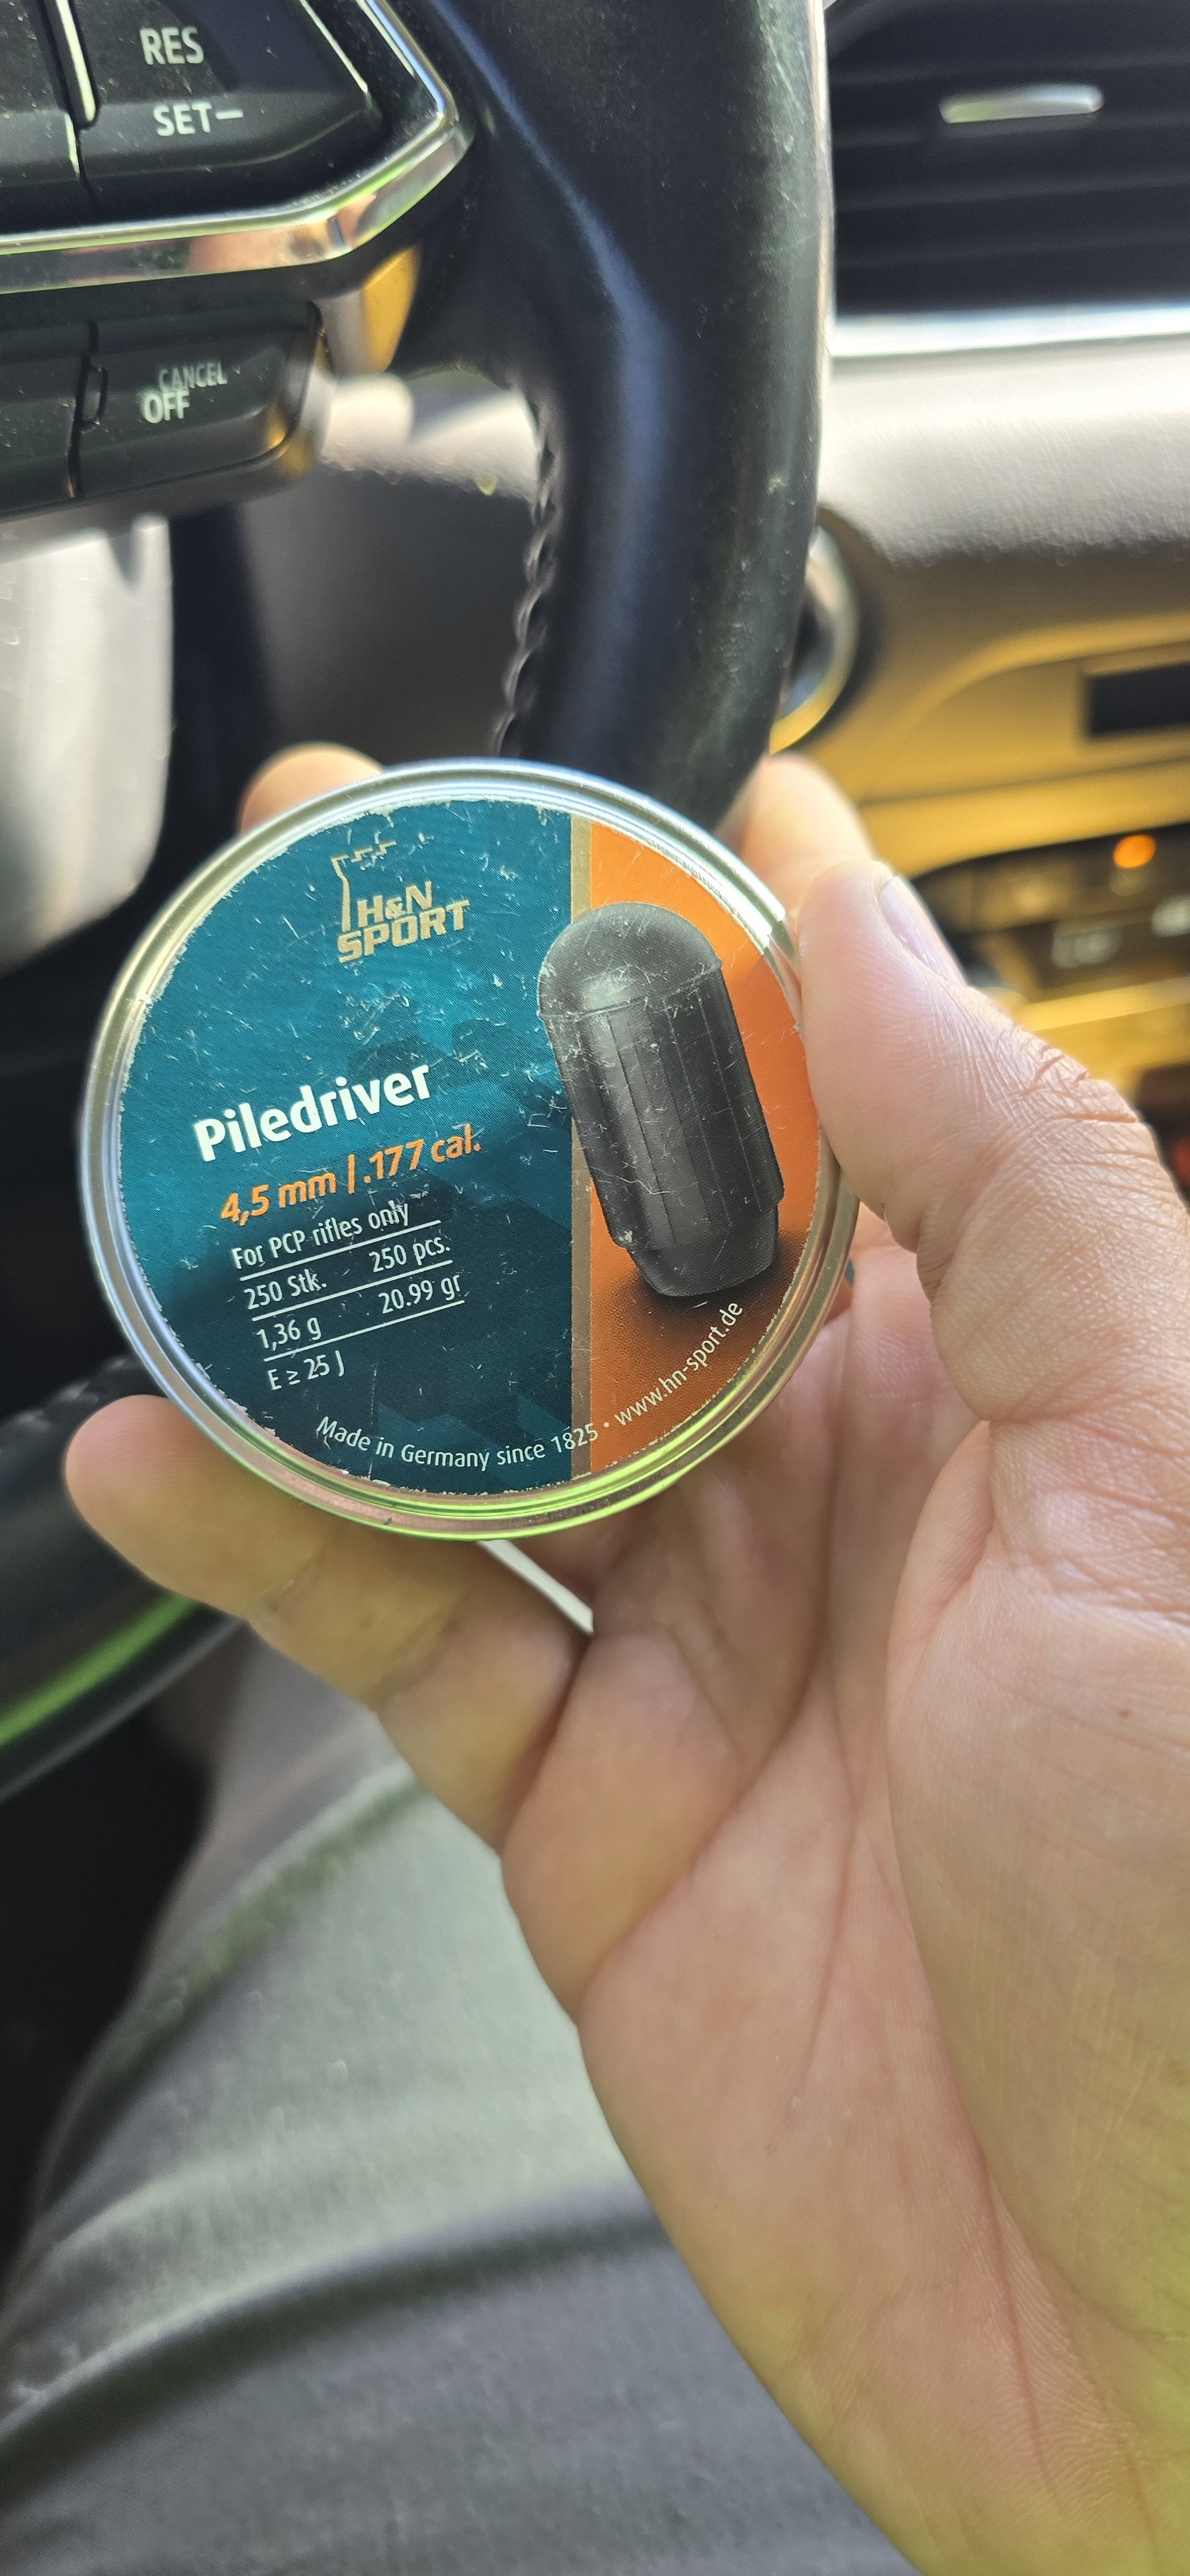 RES
SET−
CANCEL
OFF
H&N
SPORT
Piledriver
4,5 mm | .177 cal.
For PCP rifles only
250 Stk. 250 pcs.
1,36 g 20.99 gr
E ≥ 25 J
Made in Germany since 1825 • www.hn-sport.de